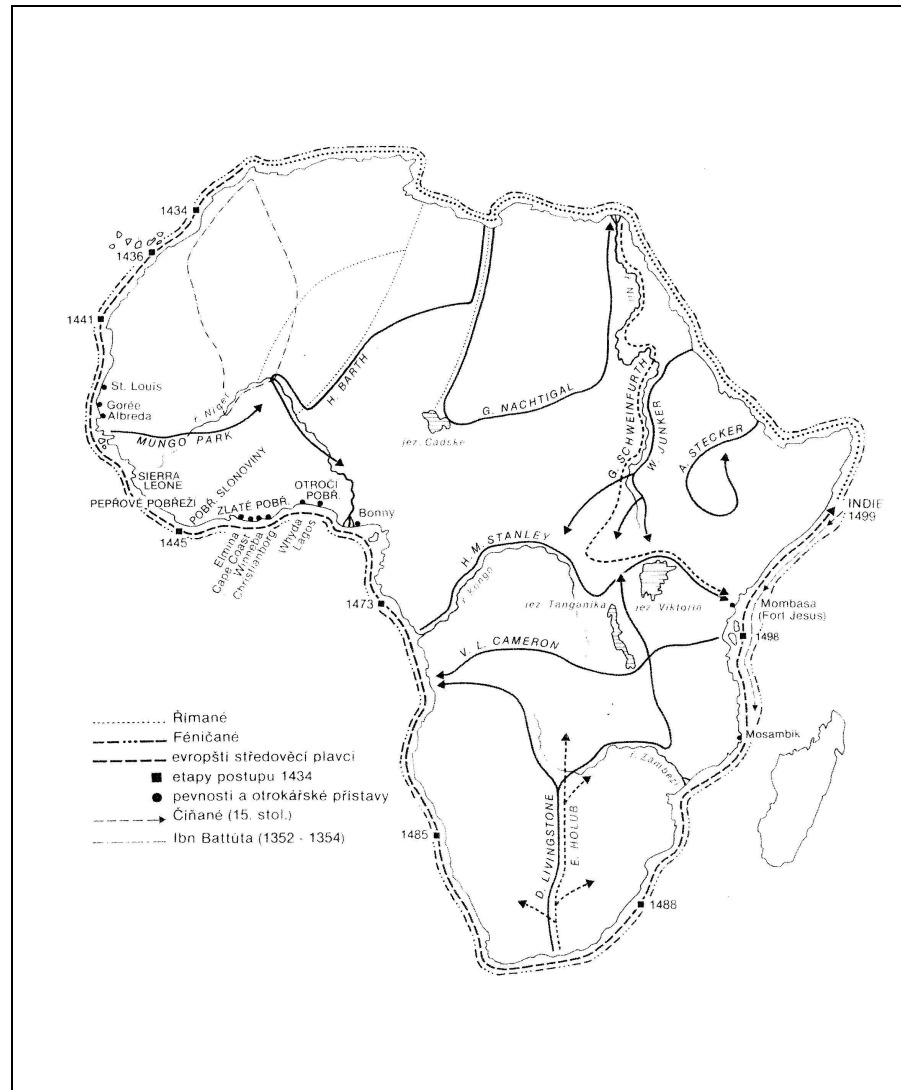 1434
1436
1441
St. Louis
Gorée
Albreda
r. Niger
MUNGO PARK
H. BARTH
jez. Čadské
G. NACHTIGAL
NIL
G. SCHWEINFURTH
W. JUNKER
A. STECKER
SIERRA
LEONE
PEPŘOVÉ POBŘEŽÍ
POBŘ. SLONOVINY
ZLATÉ POBŘ.
OTROČÍ
POBŘ.
Bonny
1445
Elmina
Cape Coast
Winneba
Christianborg
Whyda
Lagos
INDIE
1499
H. M. STANLEY
r. Kongo
1473
jez. Tanganika
jez. Viktoria
Mombasa
(Fort Jesus)
1498
V. L. CAMERON
Mosambik
r. Zambezi
D. LIVINGSTONE
E. HOLUB
1485
1488
Římané
Féničané
evropští středověcí plavci
etapy postupu 1434
pevnosti a otrokářské přístavy
Číňané (15. stol.)
Ibn Battúta (1352 - 1354)